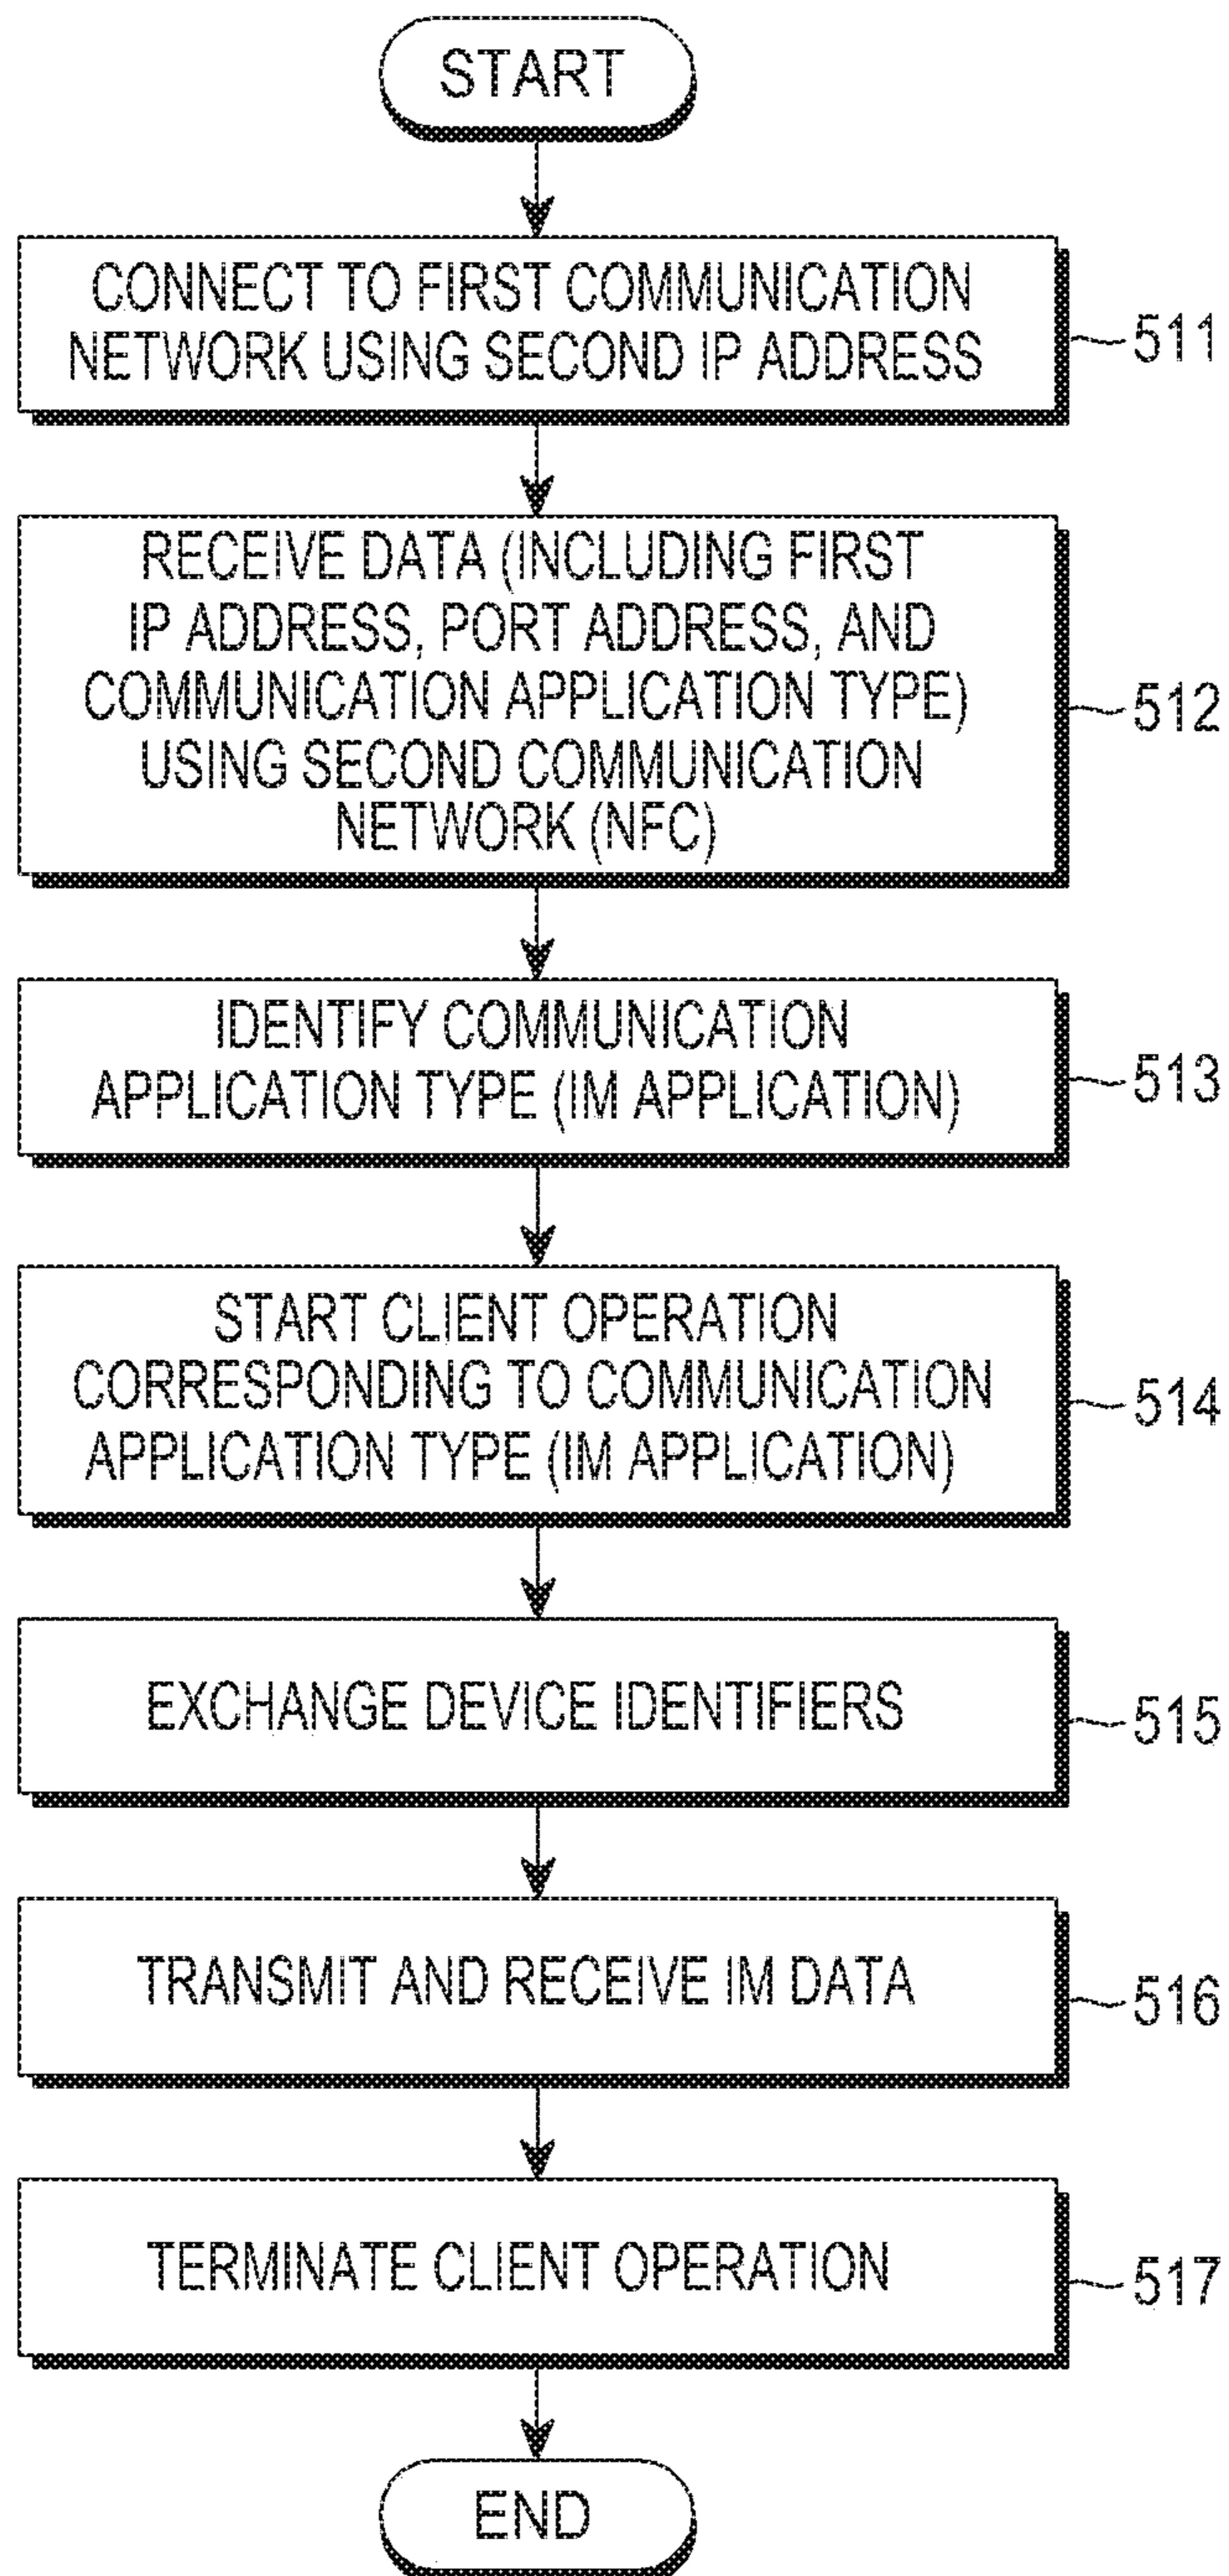 START
CONNECT TO FIRST COMMUNICATION
NETWORK USING SECOND IP ADDRESS
511
RECEIVE DATA (INCLUDING FIRST
IP ADDRESS, PORT ADDRESS, AND
COMMUNICATION APPLICATION TYPE)
USING SECOND COMMUNICATION
NETWORK (NFC)
512
IDENTIFY COMMUNICATION
APPLICATION TYPE (IM APPLICATION)
513
START CLIENT OPERATION
CORRESPONDING TO COMMUNICATION
APPLICATION TYPE (IM APPLICATION)
514
EXCHANGE DEVICE IDENTIFIERS
515
TRANSMIT AND RECEIVE IM DATA
516
TERMINATE CLIENT OPERATION
517
END